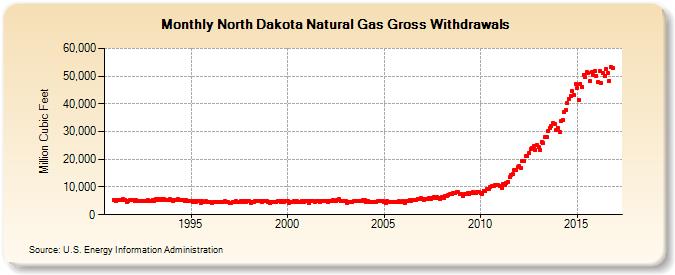 Monthly North Dakota Natural Gas Gross Withdrawals
Million Cubic Feet
60,000
50,000
40,000
30,000
20,000
10,000
0
1995 2000 2005 2010 2015
Source: U.S. Energy Information Administration